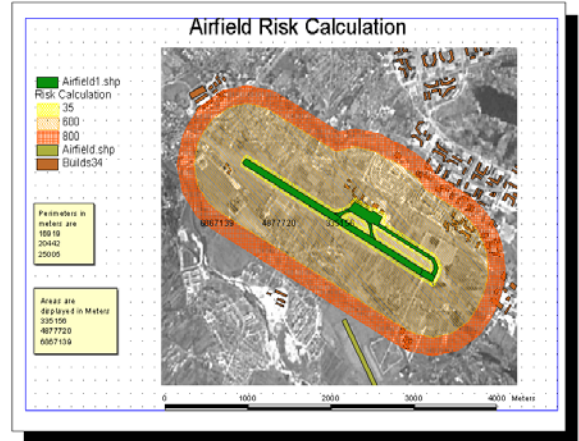 Airfield Risk Calculation
Airfield1.shp
Risk Calculation
35
600
800
Airfield.shp
Builds34
Perimeters in
meters are
15919
20442
25005
Areas are
displayed in Meters
335156
4877720
6867139
6867139 4877720 335156
0 1000 2000 3000 4000 Meters